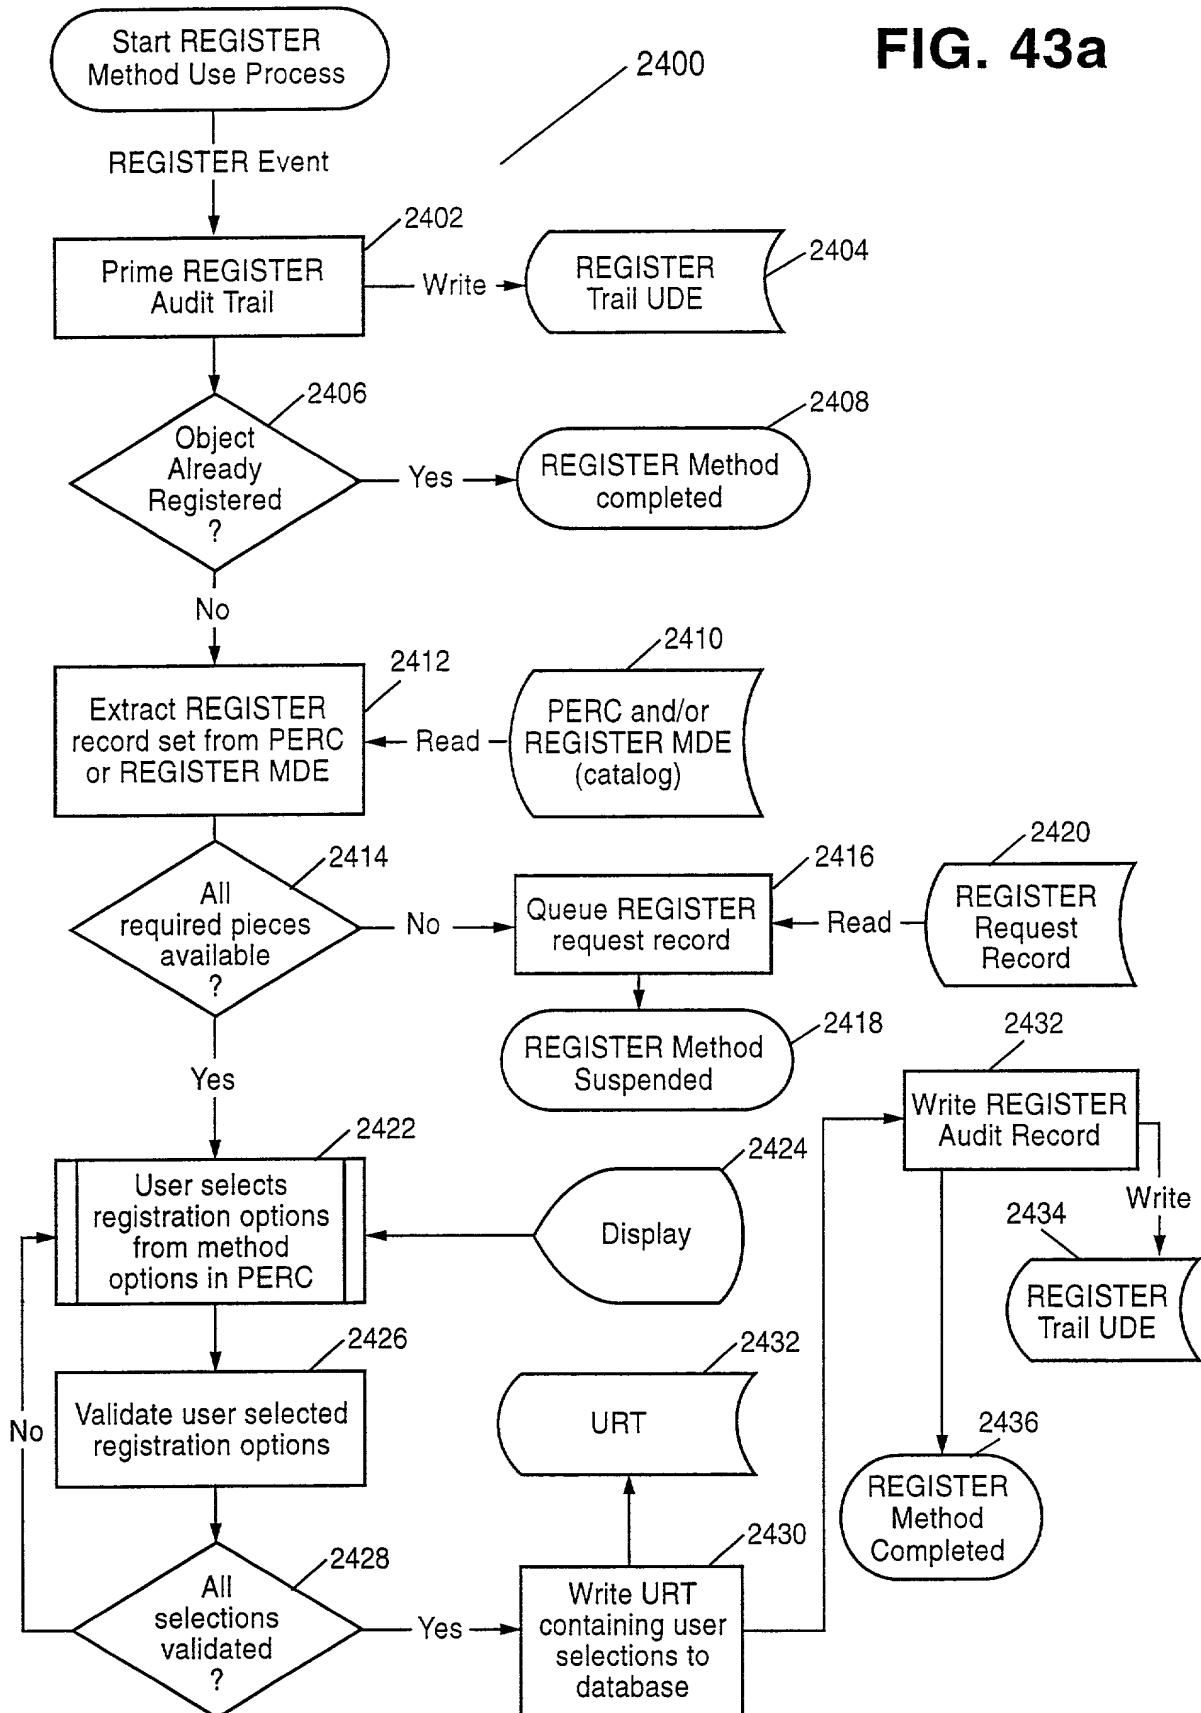 FIG. 43a
Start REGISTER
Method Use Process
2400
REGISTER Event
2402
Prime REGISTER
Audit Trail
Write
REGISTER
Trail UDE
2404
2406
Object
Already
Registered
?
Yes
2408
REGISTER Method
completed
No
2412
Extract REGISTER
record set from PERC
or REGISTER MDE
Read
2410
PERC and/or
REGISTER MDE
(catalog)
2414
All
required pieces
available
?
No
2416
Queue REGISTER
request record
Read
2420
REGISTER
Request
Record
2418
REGISTER Method
Suspended
Yes
2422
User selects
registration options
from method
options in PERC
2424
Display
2432
Write REGISTER
Audit Record
Write
2434
REGISTER
Trail UDE
2426
Validate user selected
registration options
No
2432
URT
2436
REGISTER
Method
Completed
2428
All
selections
validated
?
Yes
2430
Write URT
containing user
selections to
database